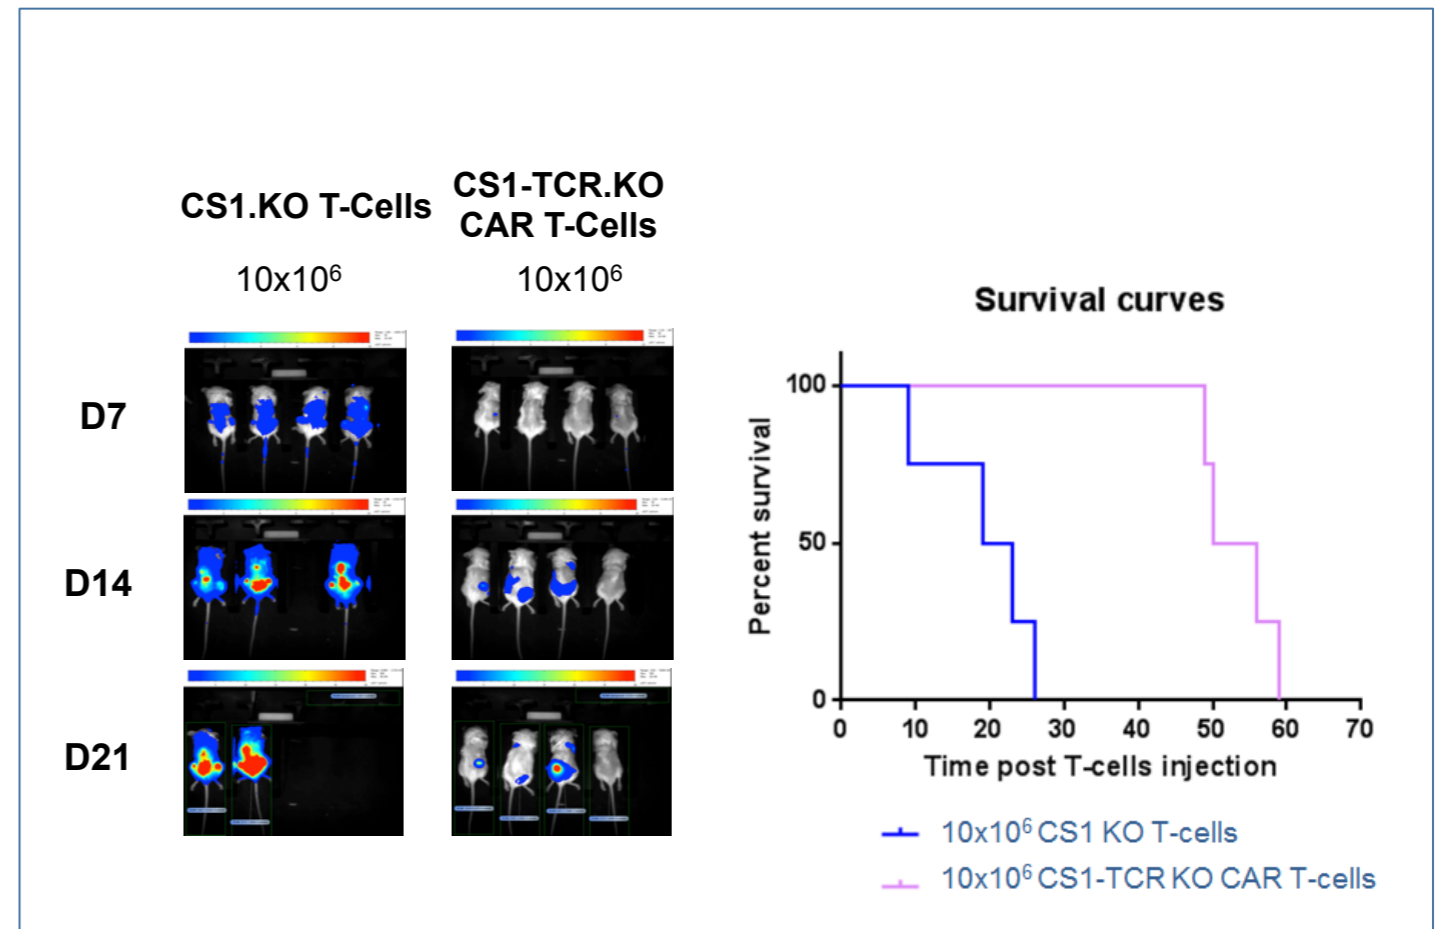 CS1.KO T-Cells
CS1-TCR.KO
CAR T-Cells
10x10⁶
10x10⁶
D7
D14
D21
Survival curves
Percent survival
100
50
0
0 10 20 30 40 50 60 70
Time post T-cells injection
10x10⁶ CS1 KO T-cells
10x10⁶ CS1-TCR KO CAR T-cells